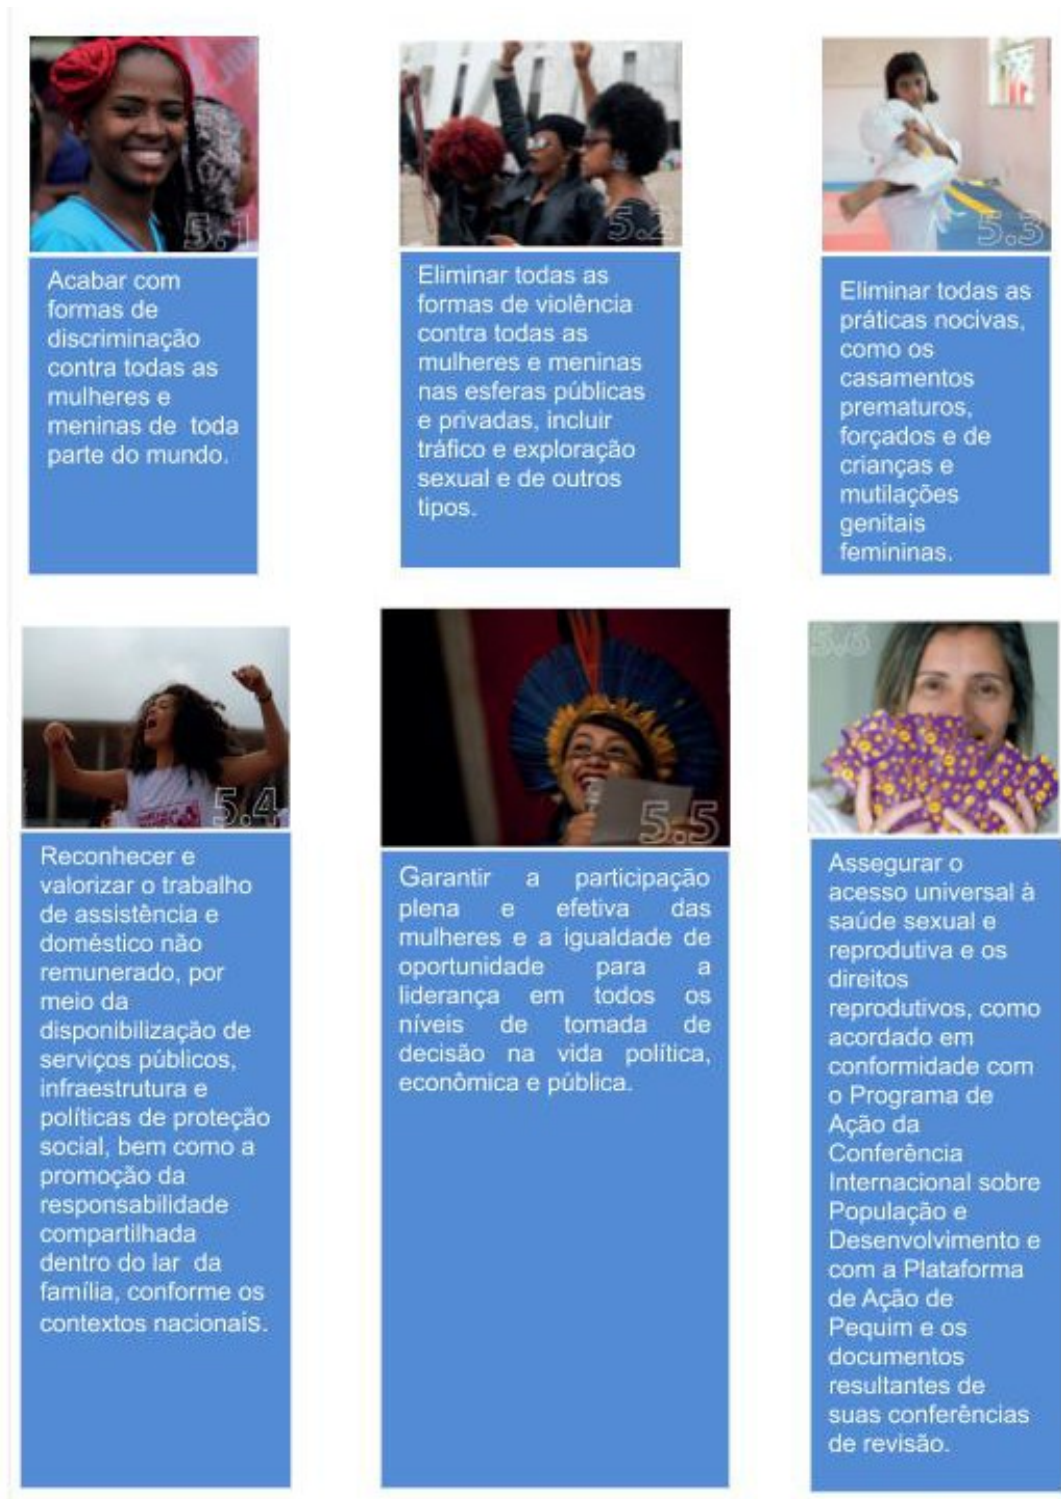 5.1
Acabar com
formas de
discriminação
contra todas as
mulheres e
meninas de toda
parte do mundo.
5.2
Eliminar todas as
formas de violência
contra todas as
mulheres e meninas
nas esferas públicas
e privadas, incluir
tráfico e exploração
sexual e de outros
tipos.
5.3
Eliminar todas as
práticas nocivas,
como os
casamentos
prematuros,
forçados e de
crianças e
mutilações
genitais
femininas.
5.4
Reconhecer e
valorizar o trabalho
de assistência e
doméstico não
remunerado, por
meio da
disponibilização de
serviços públicos,
infraestrutura e
políticas de proteção
social, bem como a
promoção da
responsabilidade
compartilhada
dentro do lar da
família, conforme os
contextos nacionais.
5.5
Garantir a participação
plena e efetiva das
mulheres e a igualdade de
oportunidade para a
liderança em todos os
níveis de tomada de
decisão na vida política,
econômica e pública.
5.6
Assegurar o
acesso universal à
saúde sexual e
reprodutiva e os
direitos
reprodutivos, como
acordado em
conformidade com
o Programa de
Ação da
Conferência
Internacional sobre
População e
Desenvolvimento e
com a Plataforma
de Ação de
Pequim e os
documentos
resultantes de
suas conferências
de revisão.